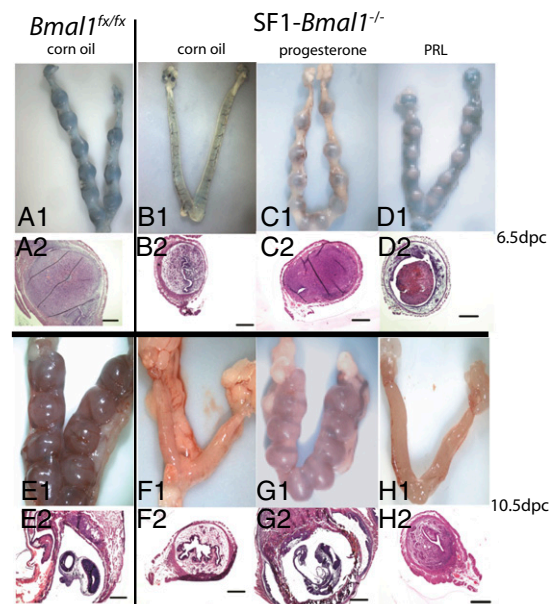 Bmal1fx/fx SF1-Bmal1-/-
corn oil corn oil progesterone PRL
A1 B1 C1 D1
6.5dpc
A2 B2 C2 D2
E1 F1 G1 H1
10.5dpc
E2 F2 G2 H2